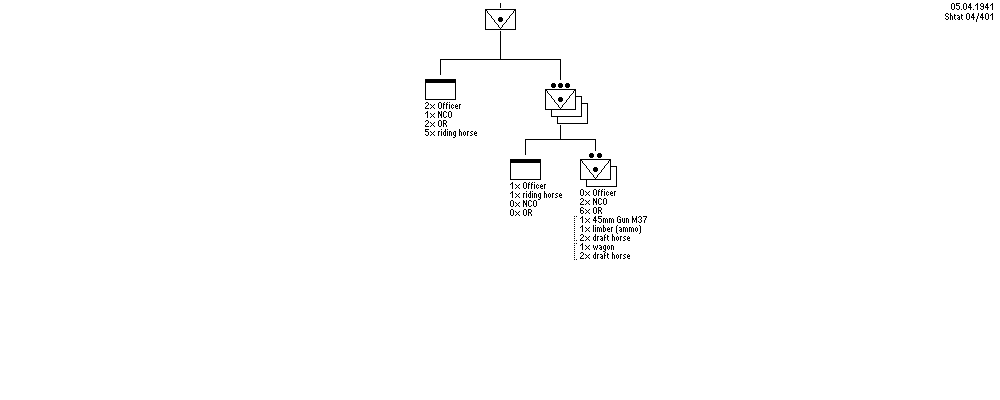 05.04.1941
Shtat 04/401
2x Officer
1x NCO
2x OR
5x riding horse
1x Officer
1x riding horse
0x NCO
0x OR
0x Officer
2x NCO
6x OR
1x 45mm Gun M37
1x limber (ammo)
2x draft horse
1x wagon
2x draft horse